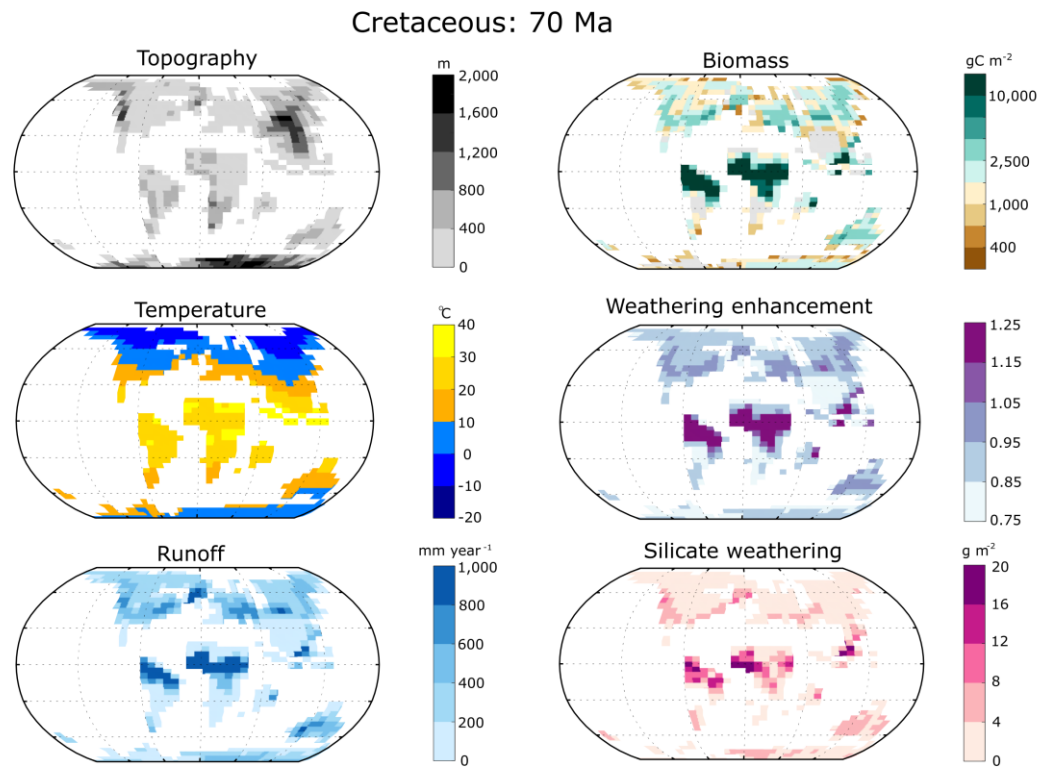 Cretaceous: 70 Ma
Topography
m
2,000
1,600
1,200
800
400
0
Biomass
gC m⁻²
10,000
2,500
1,000
400
Temperature
°C
40
30
20
10
0
-10
-20
Weathering enhancement
1.25
1.15
1.05
0.95
0.85
0.75
Runoff
mm year⁻¹
1,000
800
600
400
200
0
Silicate weathering
g m⁻²
20
16
12
8
4
0